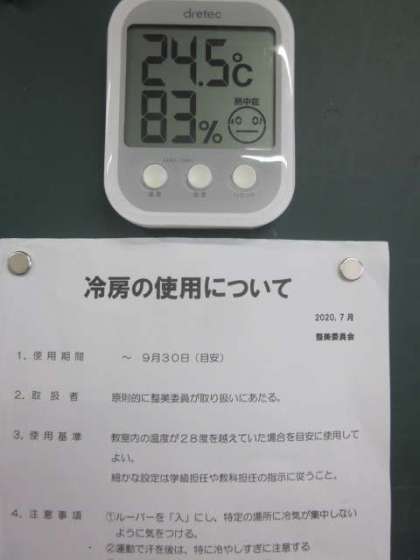 dretec
24.5℃
熱中症
83%
冷房の使用について
2020.7月
整美委員会
1．使用期間 ～ 9月30日（目安）
2．取扱者 原則的に整美委員が取り扱いにあたる。
3．使用基準 教室内の温度が28度を越えていた場合を目安に使用して
よい。
細かな設定は学級担任や教科担任の指示に従うこと。
4．注意事項 ①ルーバーを「入」にし、特定の場所に冷気が集中しない
ように気をつける。
②運動で汗を後は、特に冷やしすぎに注意する